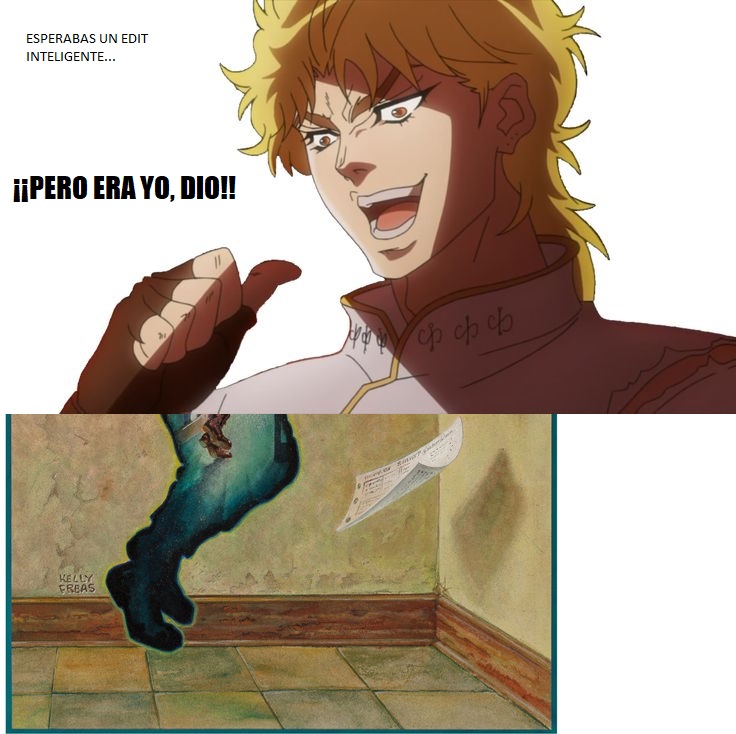 ESPERABAS UN EDIT
INTELIGENTE...
¡¡PERO ERA YO, DIO!!
KELLY
FREAS